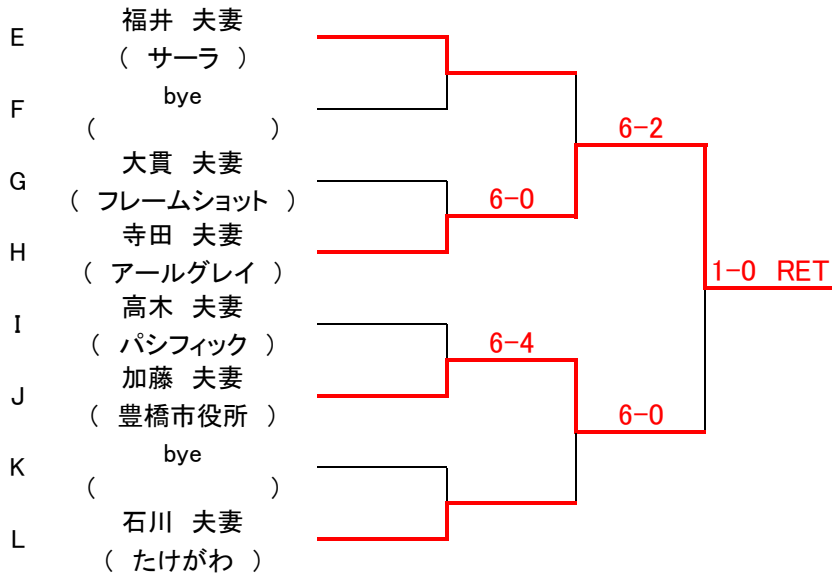 E 福井 夫妻
( サーラ )
F bye
( )
6-2
G 大貫 夫妻
( フレームショット ) 6-0
H 寺田 夫妻
( アールグレイ )
1-0 RET
I 高木 夫妻
( パシフィック ) 6-4
J 加藤 夫妻
( 豊橋市役所 )
6-0
K bye
( )
L 石川 夫妻
( たけがわ )